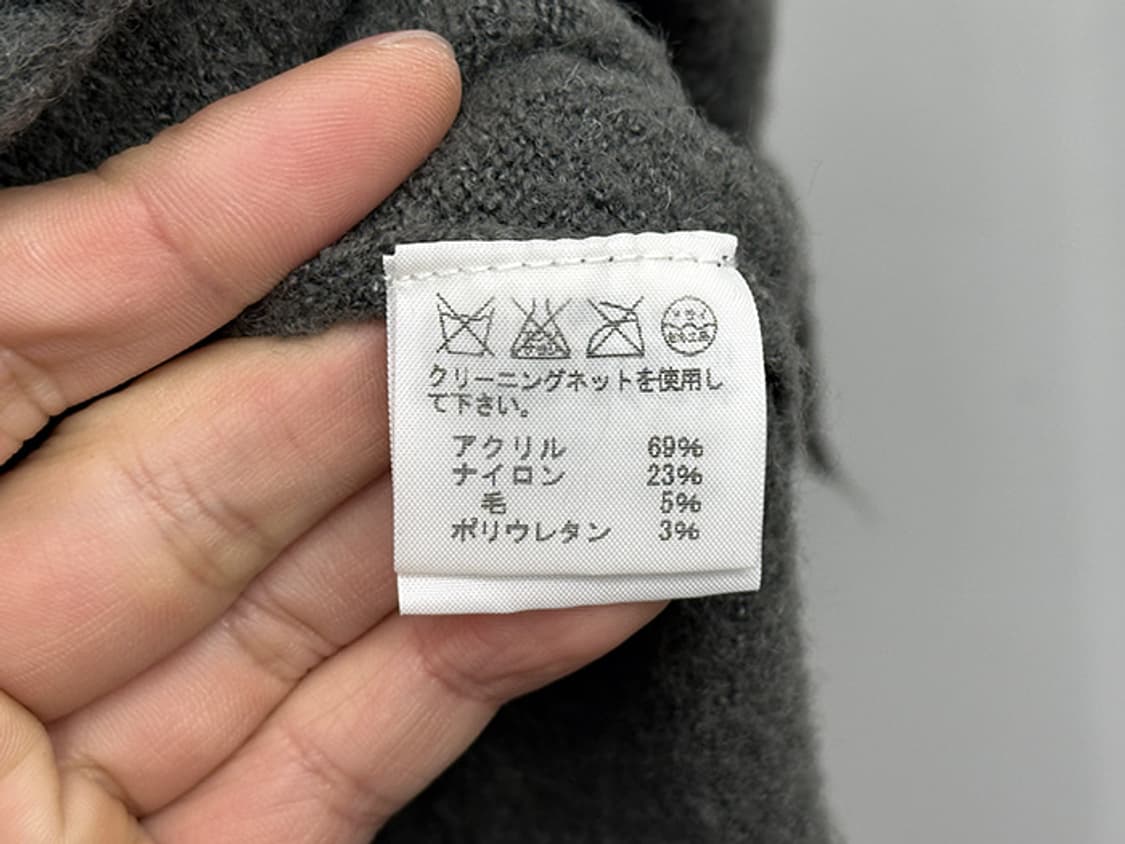 クリーニングネットを使用し
て下さい。
アクリル 69%
ナイロン 23%
毛 5%
ポリウレタン 3%